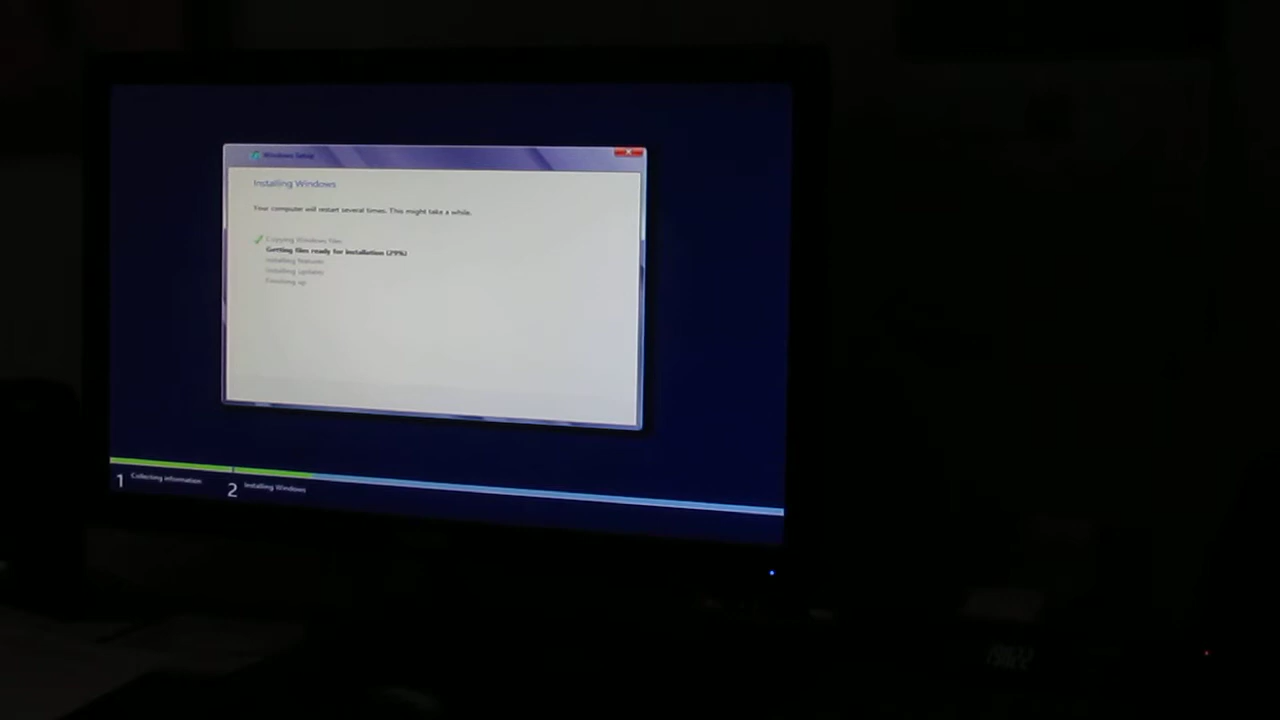 Windows Setup
Installing Windows
Your computer will restart several times. This might take a while.
Copying Windows files
Getting files ready for installation (29%)
Installing features
Installing updates
Finishing up
1 Collecting information
2 Installing Windows